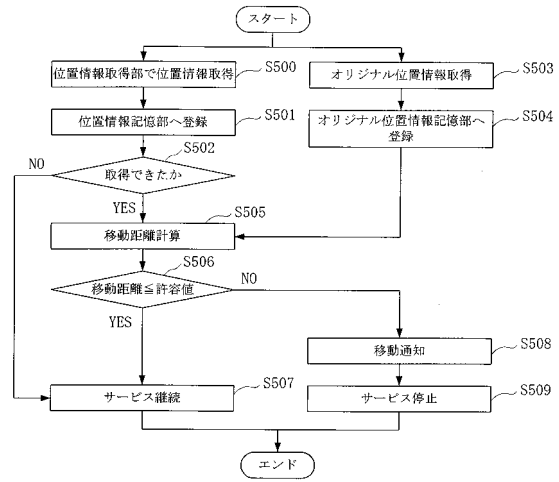 スタート
位置情報取得部で位置情報取得
S500
オリジナル位置情報取得
S503
位置情報記憶部へ登録
S501
オリジナル位置情報記憶部へ
登録
S504
S502
NO
取得できたか
YES
S505
移動距離計算
S506
移動距離≦許容値
NO
YES
移動通知
S508
サービス継続
S507
サービス停止
S509
エンド